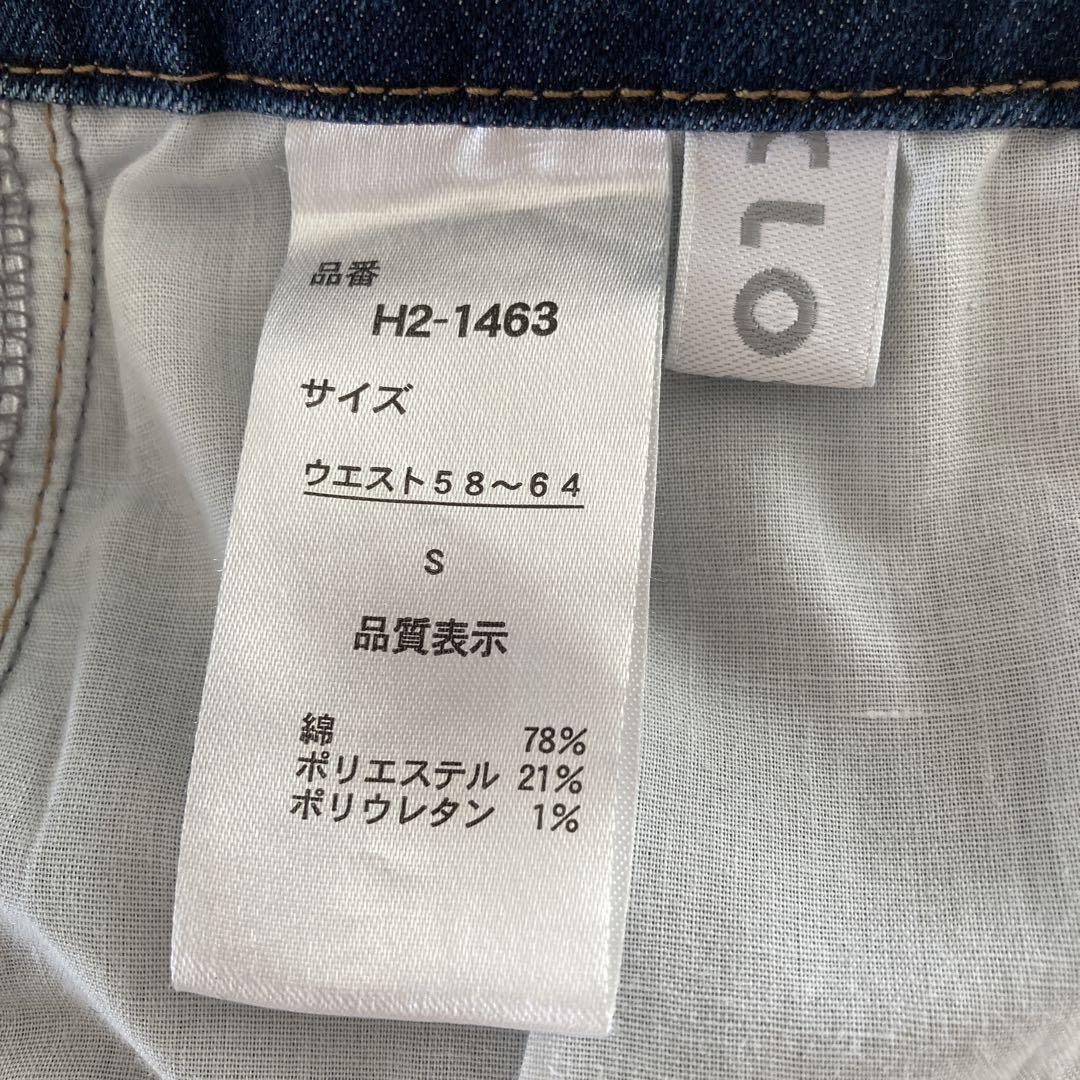 品番
H2-1463
サイズ
ウエスト58〜64
S
品質表示
綿 78%
ポリエステル 21%
ポリウレタン 1%
CLO